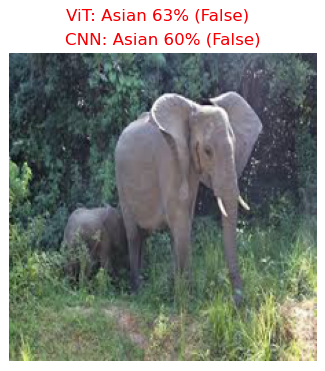 ViT: Asian 63% (False)
CNN: Asian 60% (False)